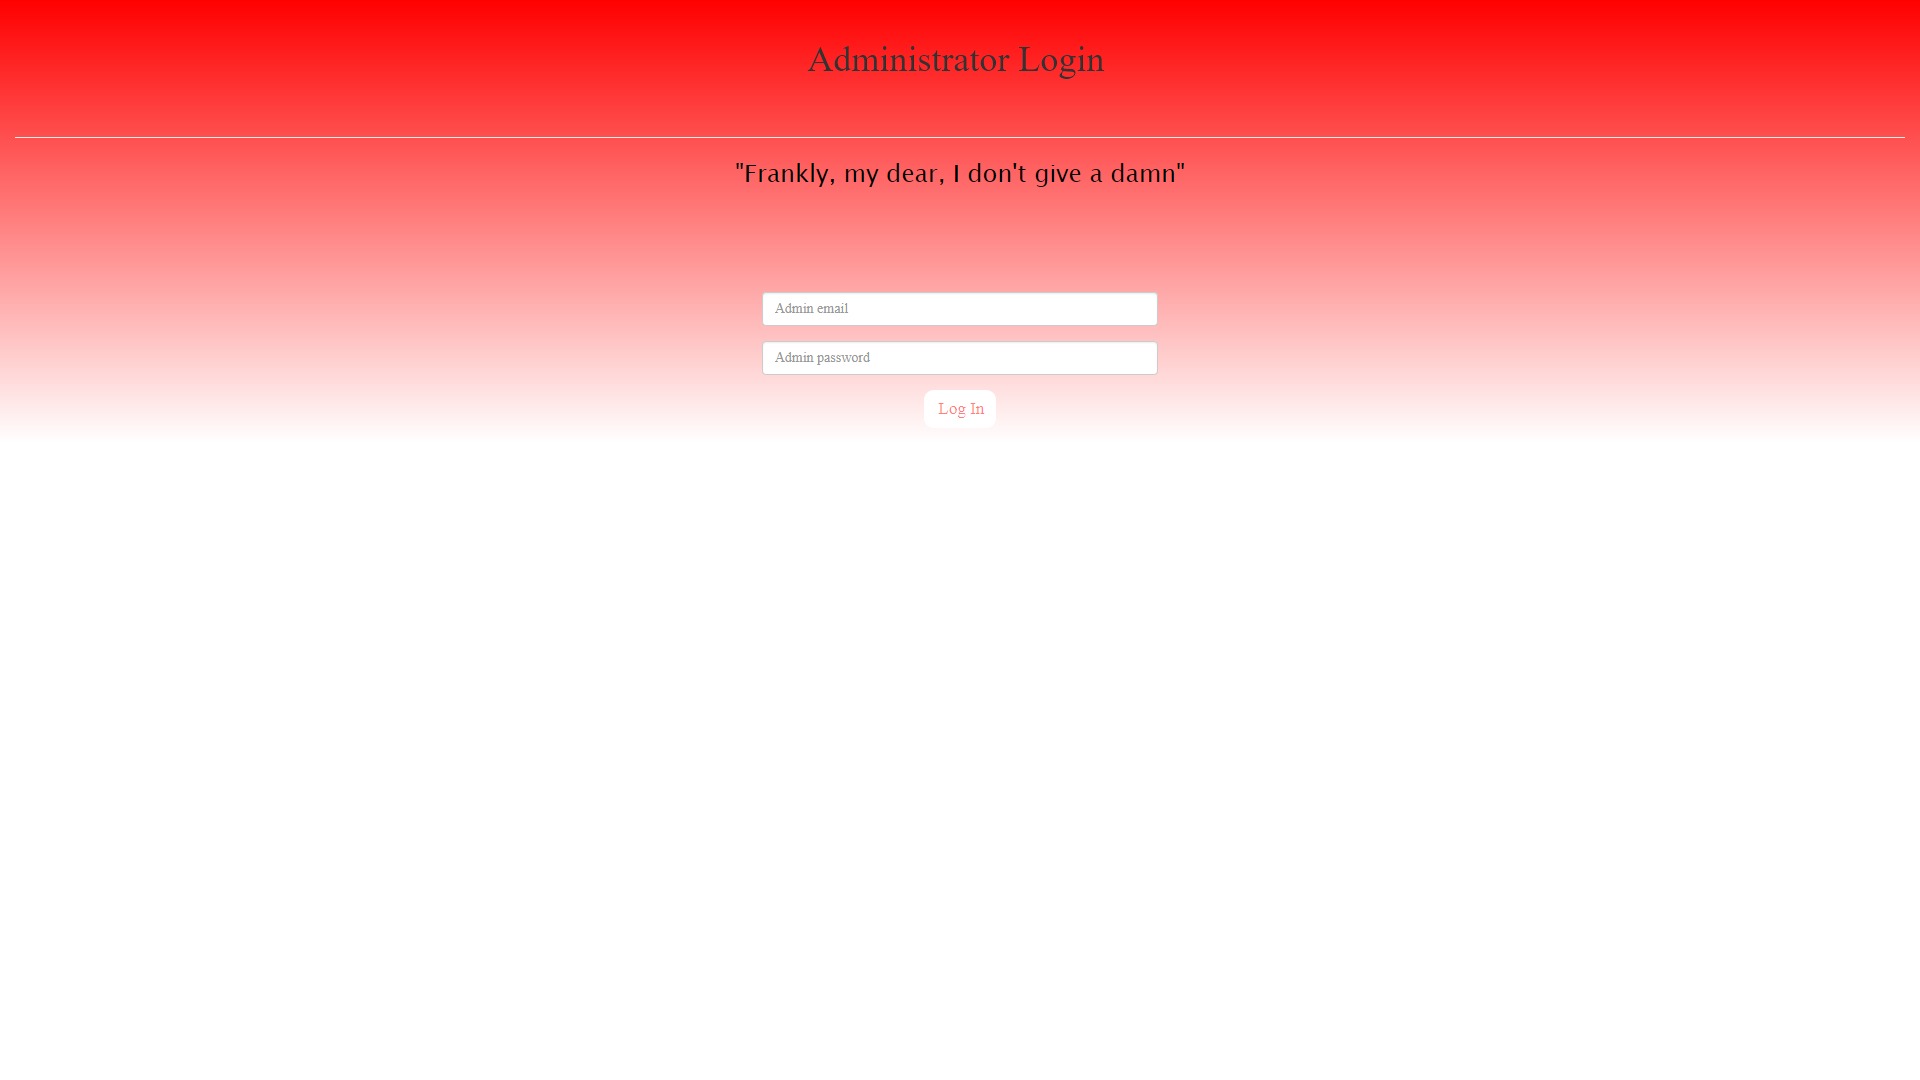 Administrator Login
"Frankly, my dear, I don't give a damn"
Admin email
Admin password
Log In